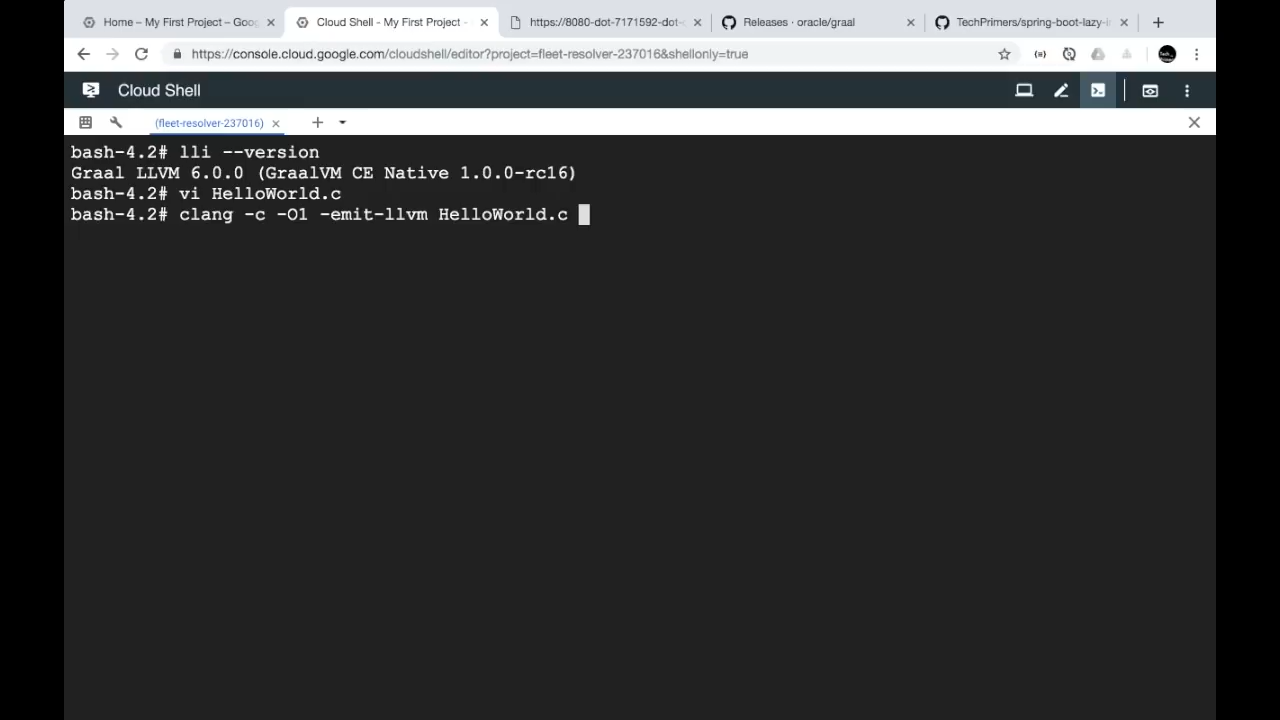 Home – My First Project – Goo
Cloud Shell - My First Project -
https://8080-dot-7171592-dot-
Releases · oracle/graal
TechPrimers/spring-boot-lazy-i
https://console.cloud.google.com/cloudshell/editor?project=fleet-resolver-237016&shellonly=true
Cloud Shell
(fleet-resolver-237016)
bash-4.2# lli --version
Graal LLVM 6.0.0 (GraalVM CE Native 1.0.0-rc16)
bash-4.2# vi HelloWorld.c
bash-4.2# clang -c -O1 -emit-llvm HelloWorld.c